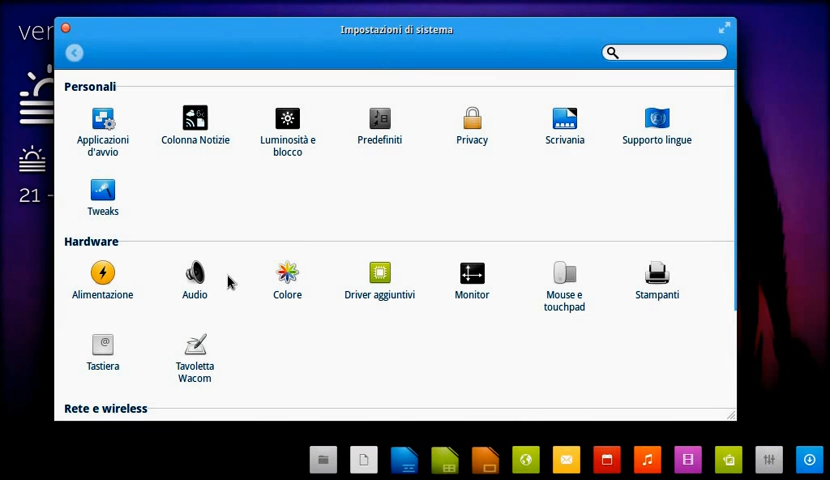 ver
Impostazioni di sistema
Personali
Applicazioni d'avvio
Colonna Notizie
Luminosità e blocco
Predefiniti
Privacy
Scrivania
Supporto lingue
Tweaks
21 -
Hardware
Alimentazione
Audio
Colore
Driver aggiuntivi
Monitor
Mouse e touchpad
Stampanti
Tastiera
Tavoletta Wacom
Rete e wireless